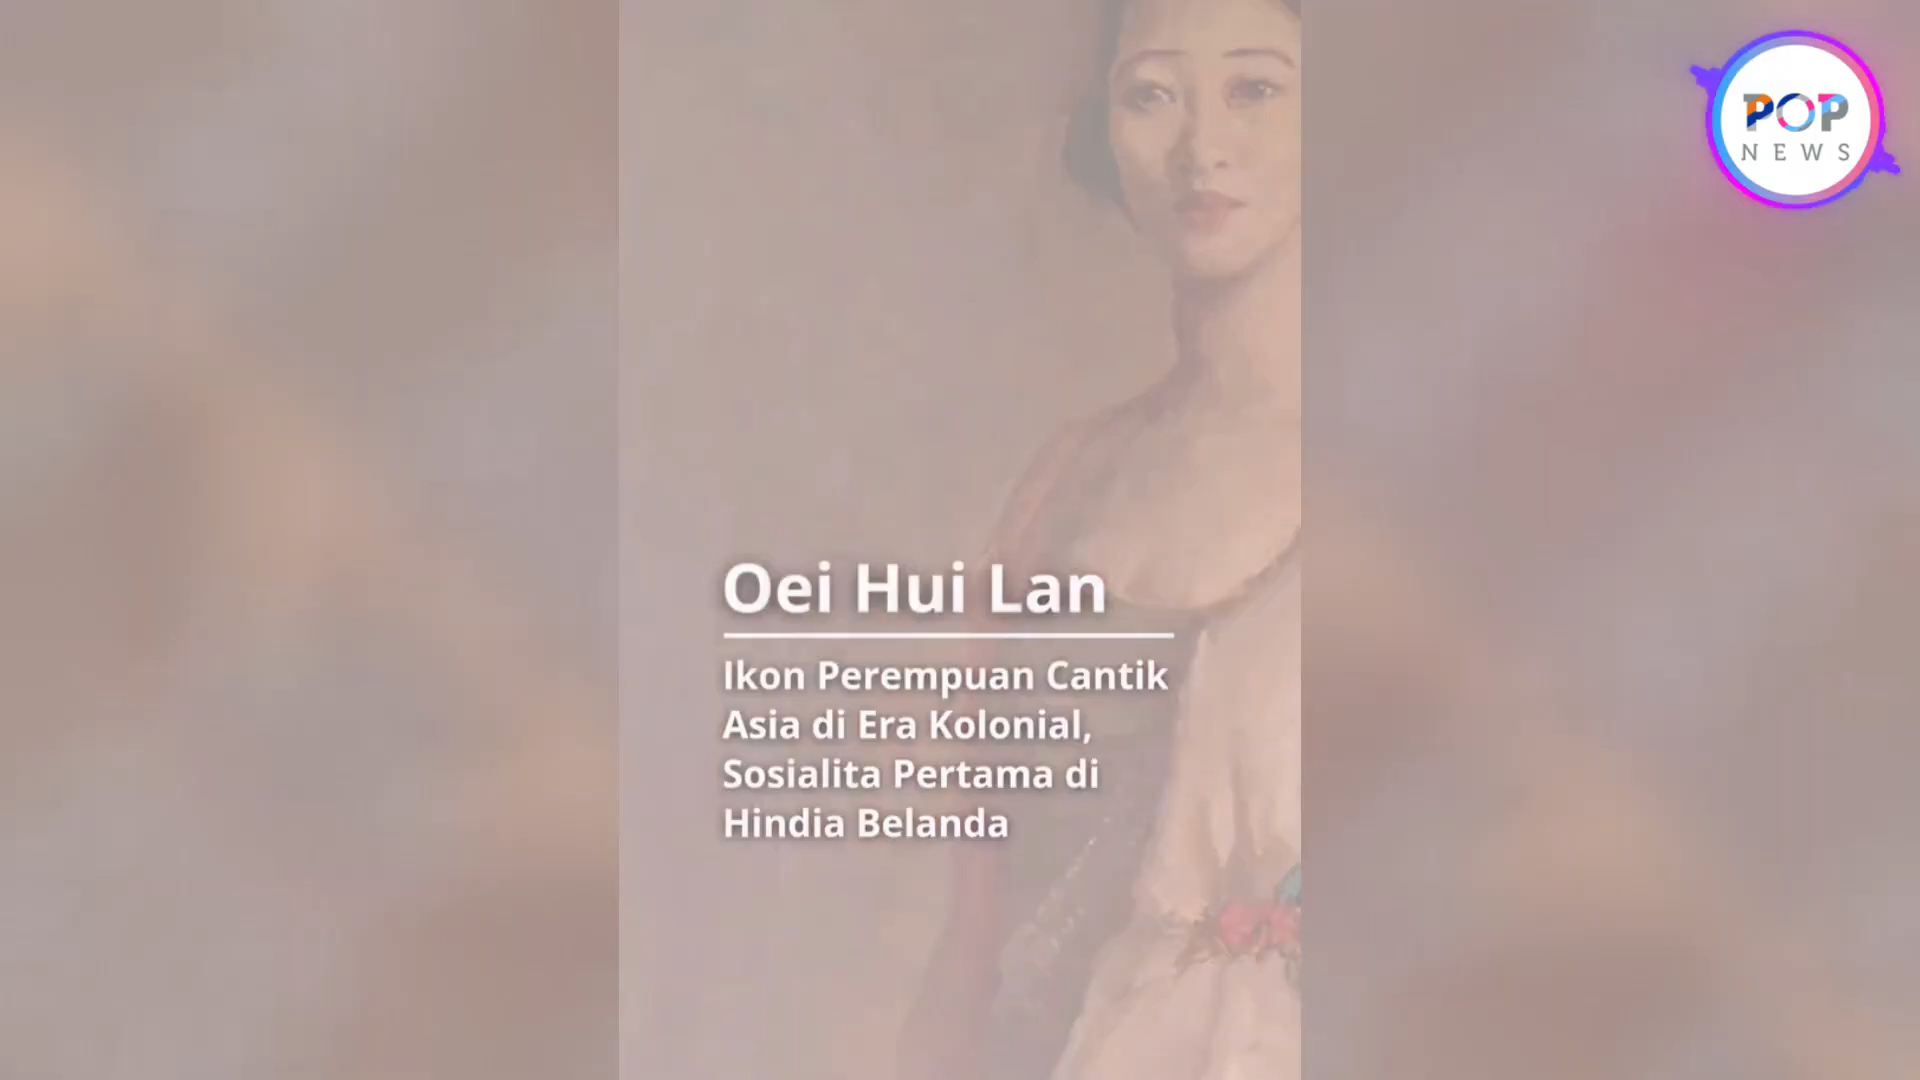 POP
NEWS
Oei Hui Lan
Ikon Perempuan Cantik
Asia di Era Kolonial,
Sosialita Pertama di
Hindia Belanda